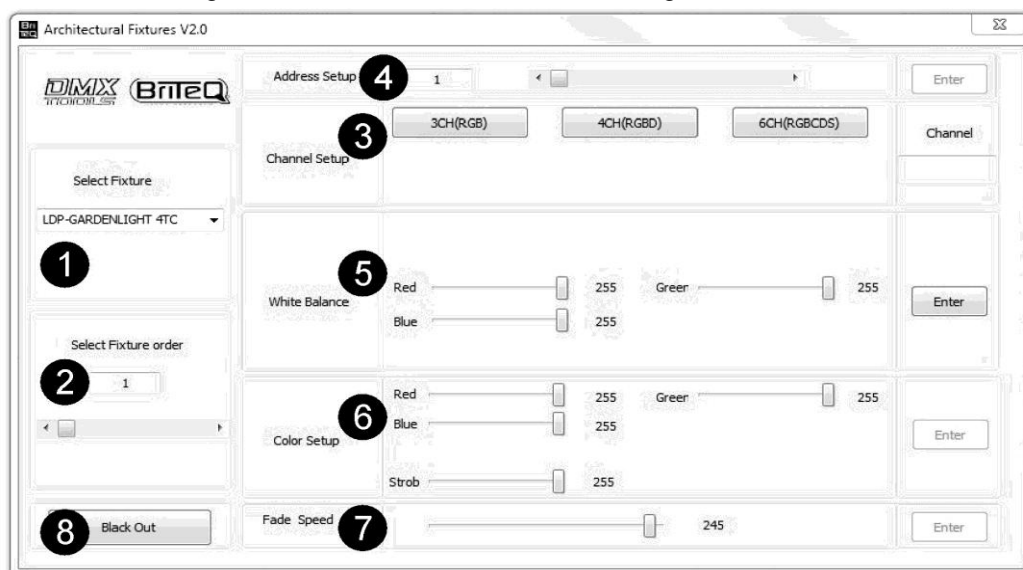 Architectural Fixtures V2.0
DMX BRITEQ
Select Fixture
LDP-GARDENLIGHT 4TC
1
Select Fixture order
2
1
8 Black Out
Address Setup 4 1 Enter
3 3CH(RGB) 4CH(RGBD) 6CH(RGBCDS) Channel
Channel Setup
5 Red 255 Green 255
White Balance Enter
Blue 255
Red 255 Green 255
6 Blue 255
Color Setup Enter
Strob 255
Fade Speed 7 245 Enter